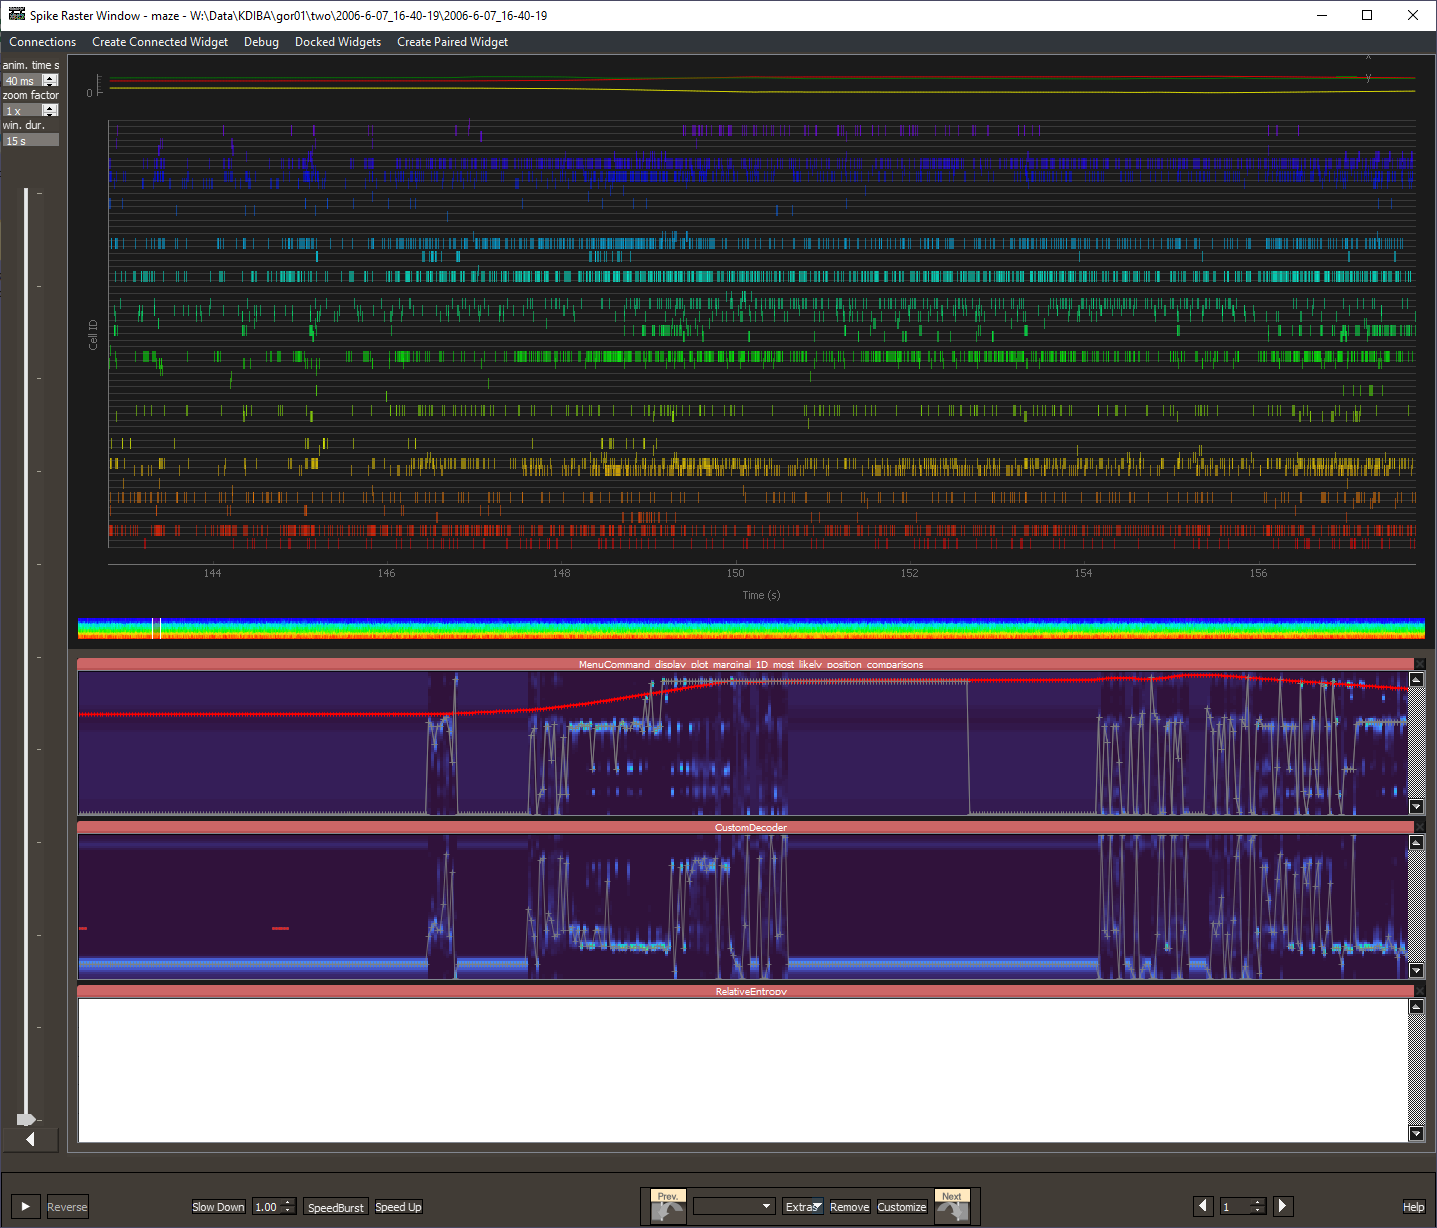 Spike Raster Window - maze - W:\Data\KDIBA\gor01\two\2006-6-07_16-40-19\2006-6-07_16-40-19
Connections Create Connected Widget Debug Docked Widgets Create Paired Widget
anim. time s
40 ms
zoom factor
1 x
win. dur.
15 s
0
y
Cell ID
144 146 148 150 152 154 156
Time (s)
MenuCommand_display_plot_marginal_1D_most_likely_position_comparisons
CustomDecoder
RelativeEntropy
Reverse Slow Down 1.00 SpeedBurst Speed Up Prev. Extras Remove Customize Next 1 Help